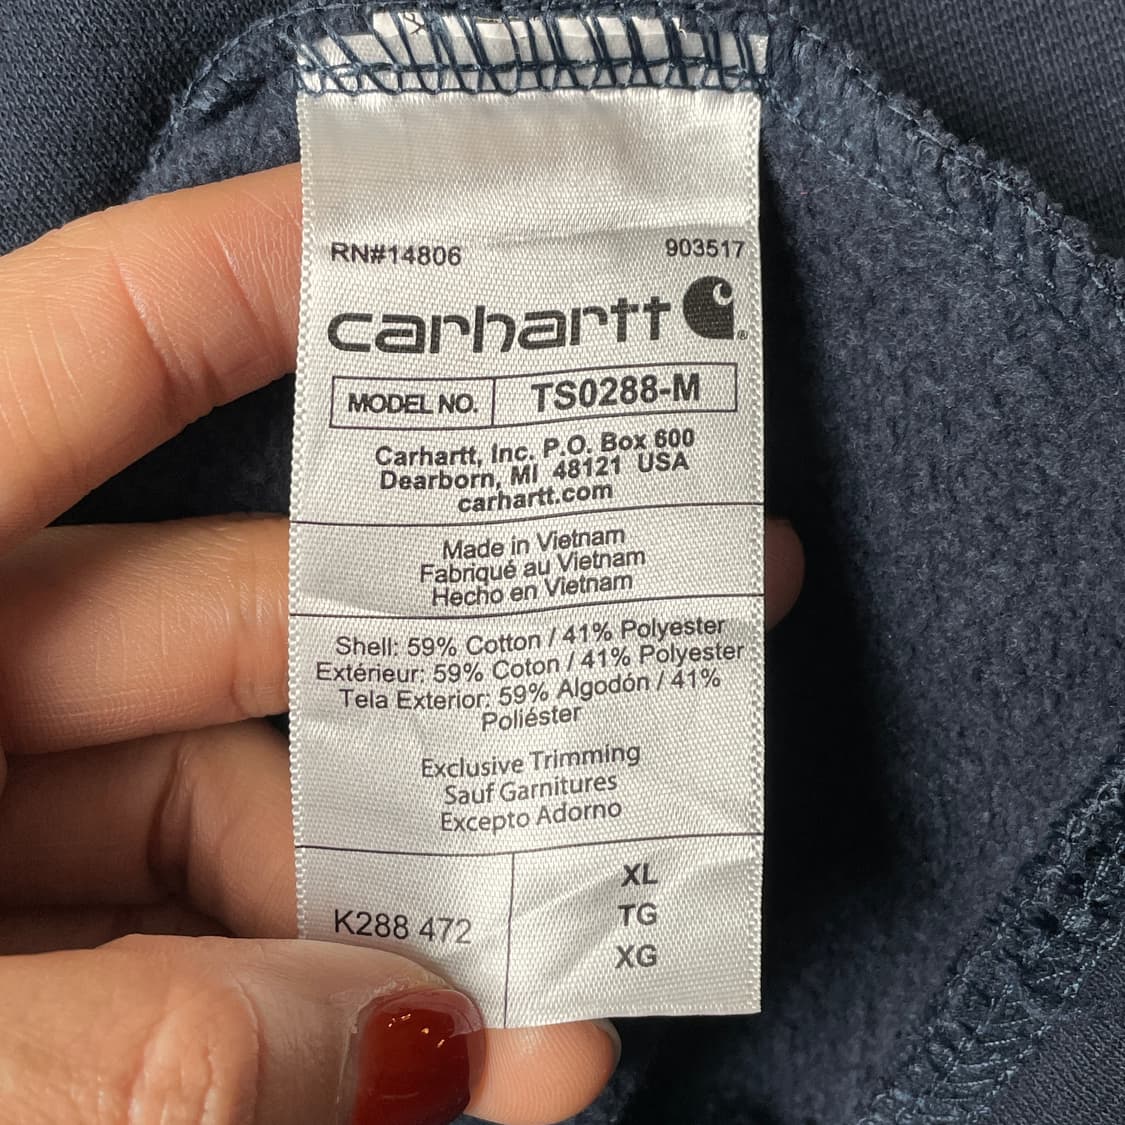 RN#14806 903517
carhartt®
MODEL NO. TS0288-M
Carhartt, Inc. P.O. Box 600
Dearborn, MI 48121 USA
carhartt.com
Made in Vietnam
Fabriqué au Vietnam
Hecho en Vietnam
Shell: 59% Cotton / 41% Polyester
Extérieur: 59% Coton / 41% Polyester
Tela Exterior: 59% Algodón / 41%
Poliéster
Exclusive Trimming
Sauf Garnitures
Excepto Adorno
K288 472
XL
TG
XG